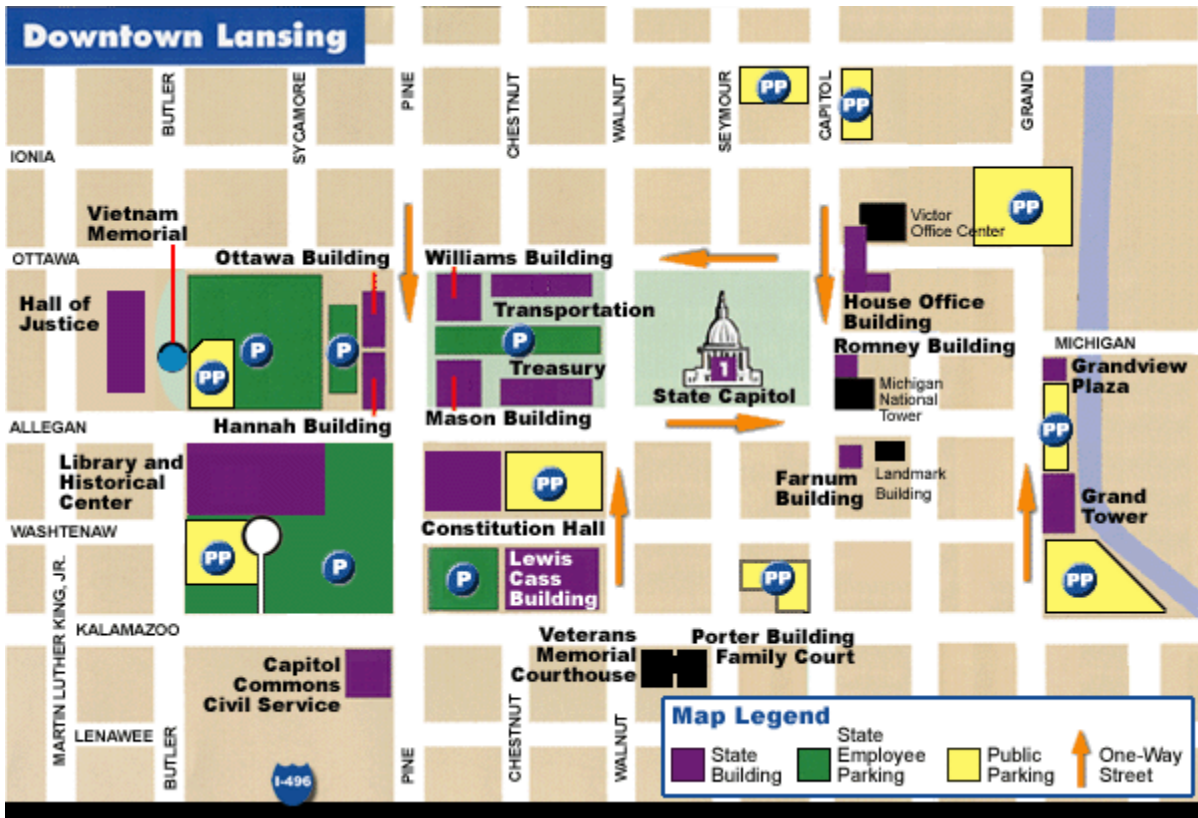 Downtown Lansing
BUTLER
SYCAMORE
PINE
CHESTNUT
WALNUT
SEYMOUR
PP
CAPITOL
PP
GRAND
IONIA
PP
Vietnam
Memorial
Victor
Office Center
OTTAWA
Ottawa Building
Williams Building
Hall of
Justice
Transportation
House Office
Building
P
P
P
PP
Treasury
1
State Capitol
Romney Building
MICHIGAN
Grandview
Plaza
Michigan
National
Tower
ALLEGAN
Hannah Building
Mason Building
PP
Library and
Historical
Center
PP
Farnum
Building
Landmark
Building
Grand
Tower
WASHTENAW
Constitution Hall
PP
P
P
Lewis
Cass
Building
PP
PP
MARTIN LUTHER KING, JR.
KALAMAZOO
Veterans
Memorial
Courthouse
Porter Building
Family Court
Capitol
Commons
Civil Service
LENAWEE
BUTLER
I-496
PINE
CHESTNUT
WALNUT
Map Legend
State
Building
State
Employee
Parking
Public
Parking
One-Way
Street